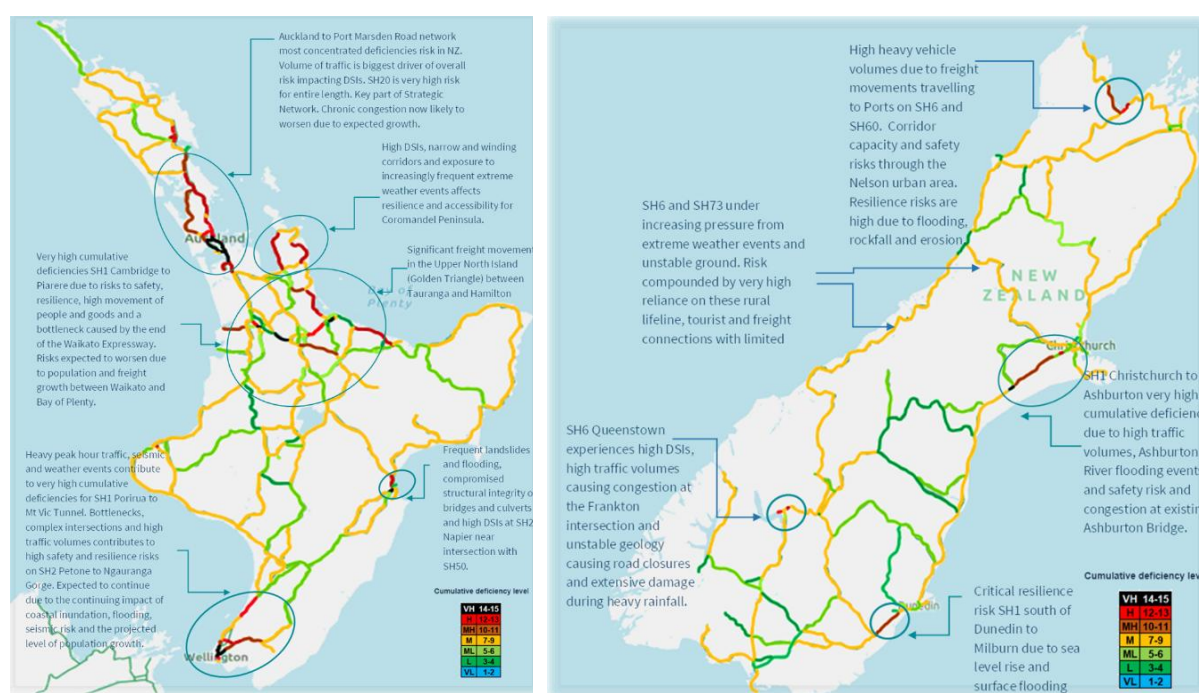 Auckland to Port Marsden Road network
most concentrated deficiencies risk in NZ.
Volume of traffic is biggest driver of overall
risk impacting DSIs. SH20 is very high risk
for entire length. Key part of Strategic
Network. Chronic congestion now likely to
worsen due to expected growth.
High DSIs, narrow and winding
corridors and exposure to
increasingly frequent extreme
weather events affects
resilience and accessibility for
Coromandel Peninsula.
Auckland
Very high cumulative
deficiencies SH1 Cambridge to
Piarere due to risks to safety,
resilience, high movement of
people and goods and a
bottleneck caused by the end
of the Waikato Expressway.
Risks expected to worsen due
to population and freight
growth between Waikato and
Bay of Plenty.
Significant freight movement
in the Upper North Island
(Golden Triangle) between
Tauranga and Hamilton
Bay of
Plenty
Heavy peak hour traffic, seismic
and weather events contribute
to very high cumulative
deficiencies for SH1 Porirua to
Mt Vic Tunnel. Bottlenecks,
complex intersections and high
traffic volumes contributes to
high safety and resilience risks
on SH2 Petone to Ngauranga
Gorge. Expected to continue
due to the continuing impact of
coastal inundation, flooding,
seismic risk and the projected
level of population growth.
Frequent landslides
and flooding,
compromised
structural integrity o
bridges and culverts
and high DSIs at SH2
Napier near
intersection with
SH50.
Wellington
Cumulative deficiency level
VH 14-15
H 12-13
MH 10-11
M 7-9
ML 5-6
L 3-4
VL 1-2
High heavy vehicle
volumes due to freight
movements travelling
to Ports on SH6 and
SH60. Corridor
capacity and safety
risks through the
Nelson urban area.
Resilience risks are
high due to flooding,
rockfall and erosion.
SH6 and SH73 under
increasing pressure from
extreme weather events and
unstable ground. Risk
compounded by very high
reliance on these rural
lifeline, tourist and freight
connections with limited
NEW
ZEALAND
Christchurch
SH1 Christchurch to
Ashburton very high
cumulative deficienc
due to high traffic
volumes, Ashburton
River flooding event
and safety risk and
congestion at existin
Ashburton Bridge.
SH6 Queenstown
experiences high DSIs,
high traffic volumes
causing congestion at
the Frankton
intersection and
unstable geology
causing road closures
and extensive damage
during heavy rainfall.
Dunedin
Critical resilience
risk SH1 south of
Dunedin to
Milburn due to sea
level rise and
surface flooding
Cumulative deficiency lev
VH 14-15
H 12-13
MH 10-11
M 7-9
ML 5-6
L 3-4
VL 1-2